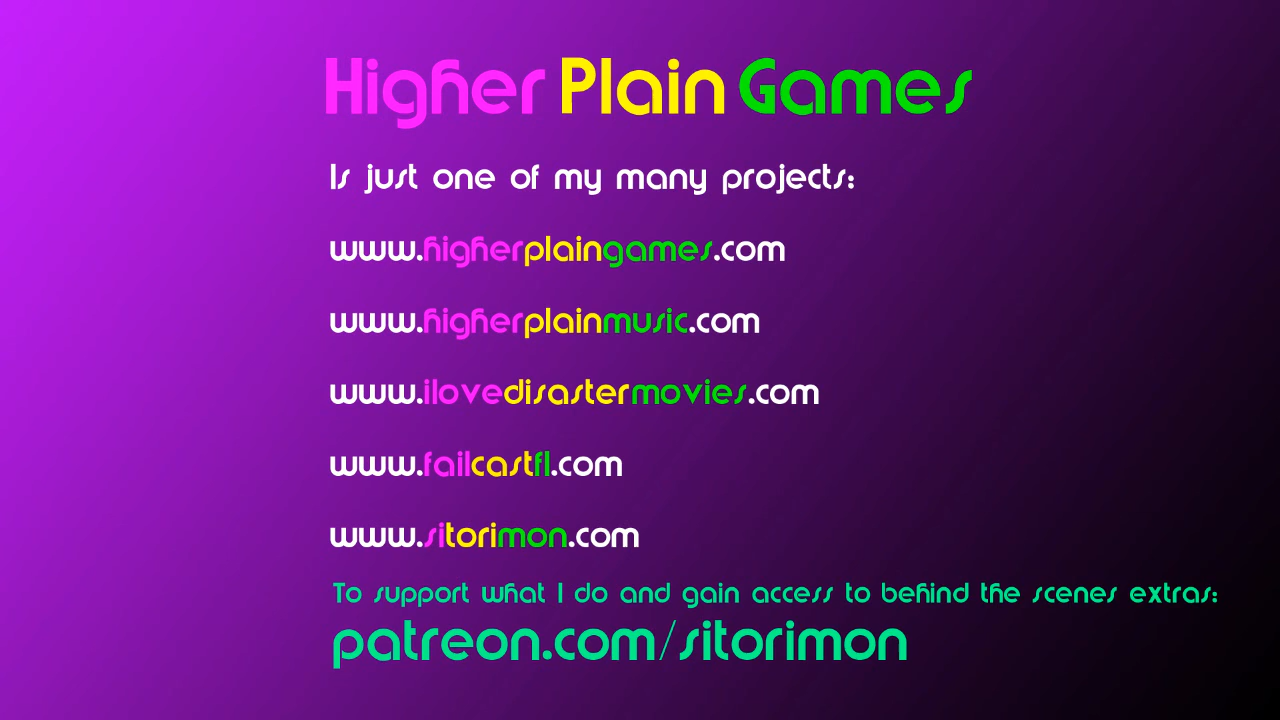 Higher Plain Games
Is just one of my many projects:
www.higherplaingames.com
www.higherplainmusic.com
www.ilovedisastermovies.com
www.failcastfl.com
www.sitorimon.com
To support what I do and gain access to behind the scenes extras:
patreon.com/sitorimon